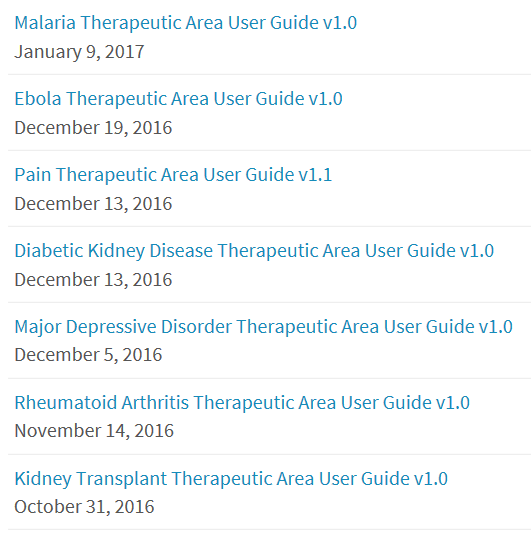 Malaria Therapeutic Area User Guide v1.0
January 9, 2017
Ebola Therapeutic Area User Guide v1.0
December 19, 2016
Pain Therapeutic Area User Guide v1.1
December 13, 2016
Diabetic Kidney Disease Therapeutic Area User Guide v1.0
December 13, 2016
Major Depressive Disorder Therapeutic Area User Guide v1.0
December 5, 2016
Rheumatoid Arthritis Therapeutic Area User Guide v1.0
November 14, 2016
Kidney Transplant Therapeutic Area User Guide v1.0
October 31, 2016